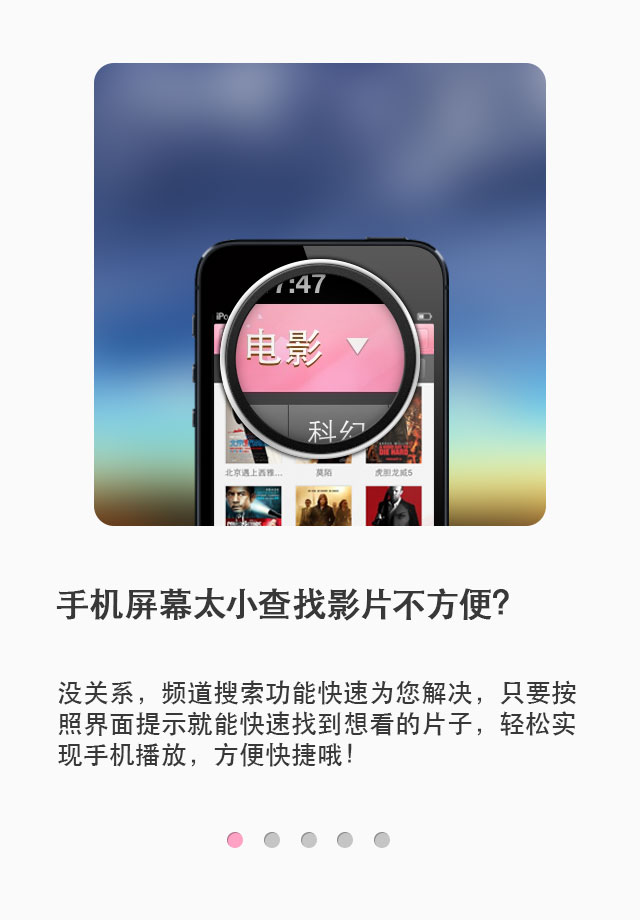 7:47
iPo
电影
科幻
北京遇上西雅...
莫陌
虎胆龙威5
手机屏幕太小查找影片不方便?
没关系，频道搜索功能快速为您解决，只要按
照界面提示就能快速找到想看的片子，轻松实
现手机播放，方便快捷哦！